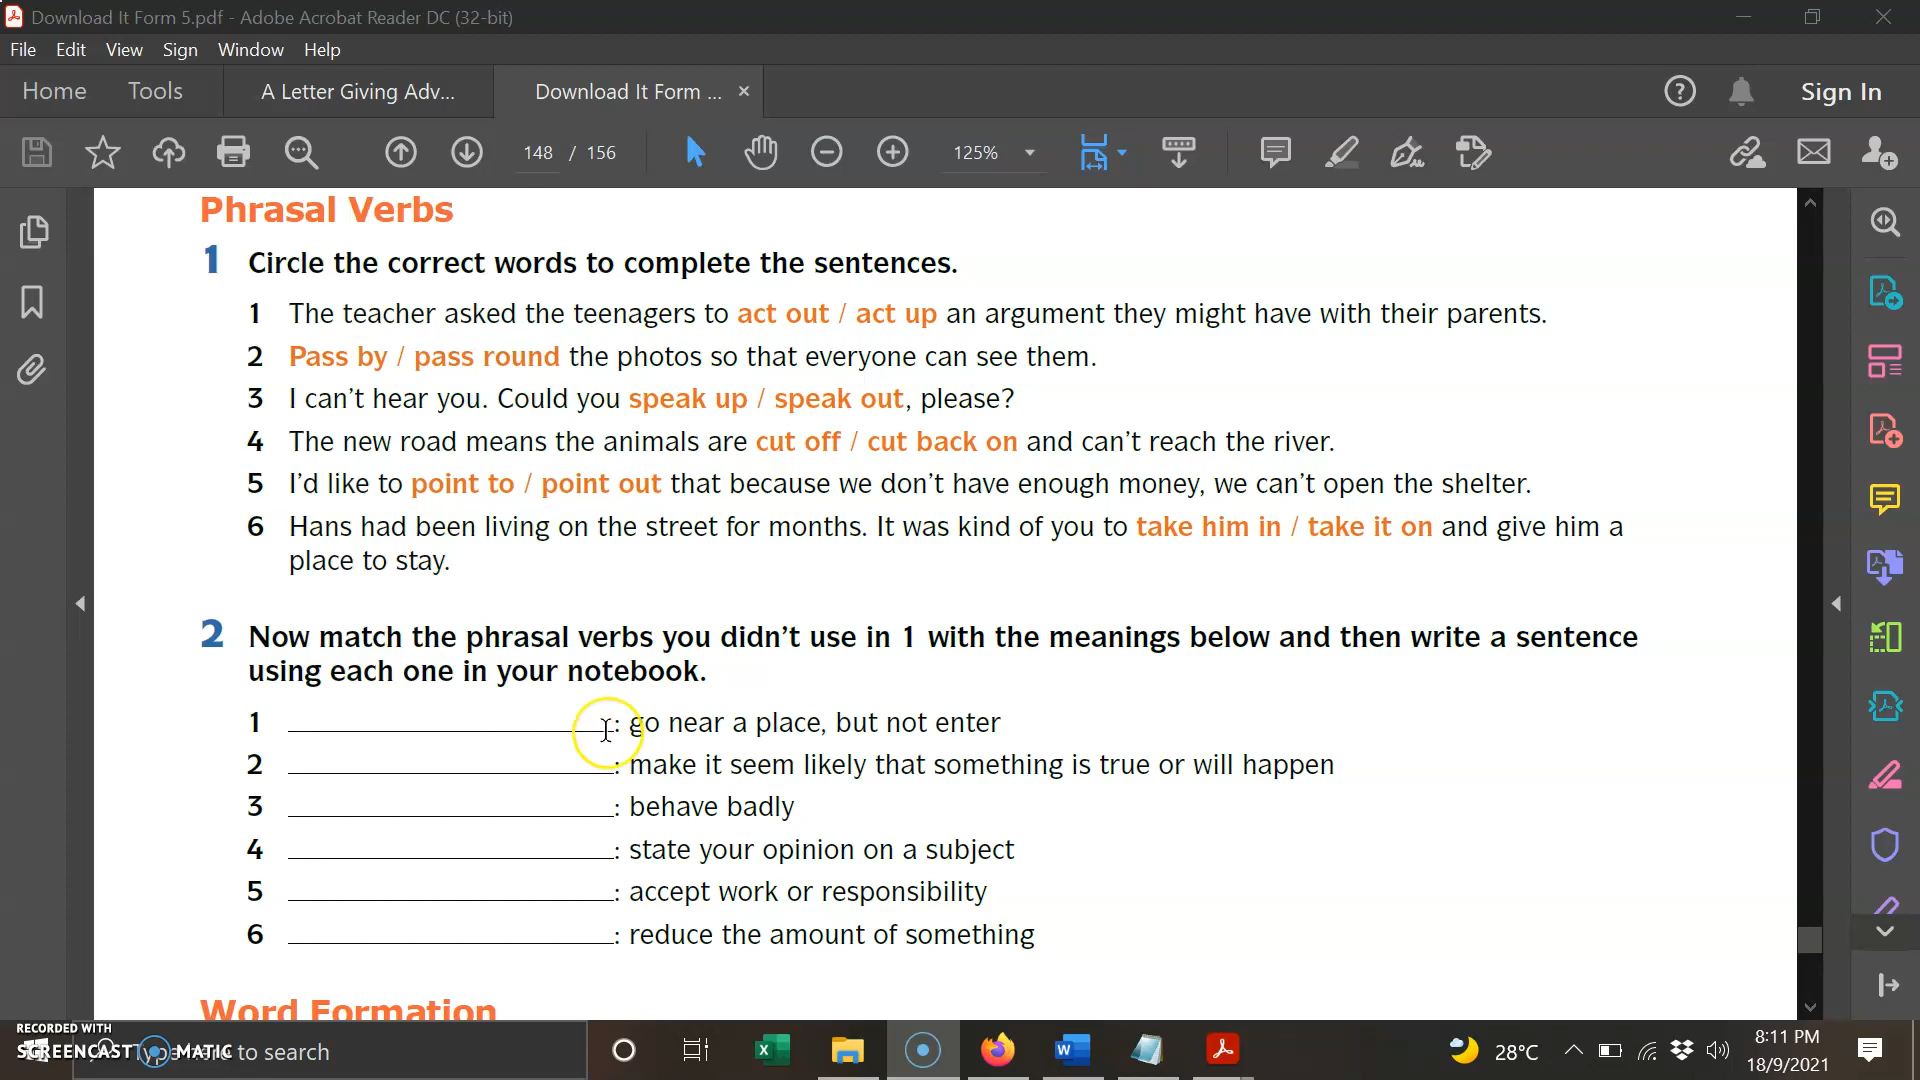 Download It Form 5.pdf - Adobe Acrobat Reader DC (32-bit)
File Edit View Sign Window Help
Home Tools A Letter Giving Adv... Download It Form ... × ? Sign In
148 / 156 125%
Phrasal Verbs
1 Circle the correct words to complete the sentences.
1 The teacher asked the teenagers to act out / act up an argument they might have with their parents.
2 Pass by / pass round the photos so that everyone can see them.
3 I can't hear you. Could you speak up / speak out, please?
4 The new road means the animals are cut off / cut back on and can't reach the river.
5 I'd like to point to / point out that because we don't have enough money, we can't open the shelter.
6 Hans had been living on the street for months. It was kind of you to take him in / take it on and give him a
place to stay.
2 Now match the phrasal verbs you didn't use in 1 with the meanings below and then write a sentence
using each one in your notebook.
1 ____________________: go near a place, but not enter
2 ____________________: make it seem likely that something is true or will happen
3 ____________________: behave badly
4 ____________________: state your opinion on a subject
5 ____________________: accept work or responsibility
6 ____________________: reduce the amount of something
Word Formation
RECORDED WITH
SCREENCAST MATIC
to search
28°C
8:11 PM
18/9/2021